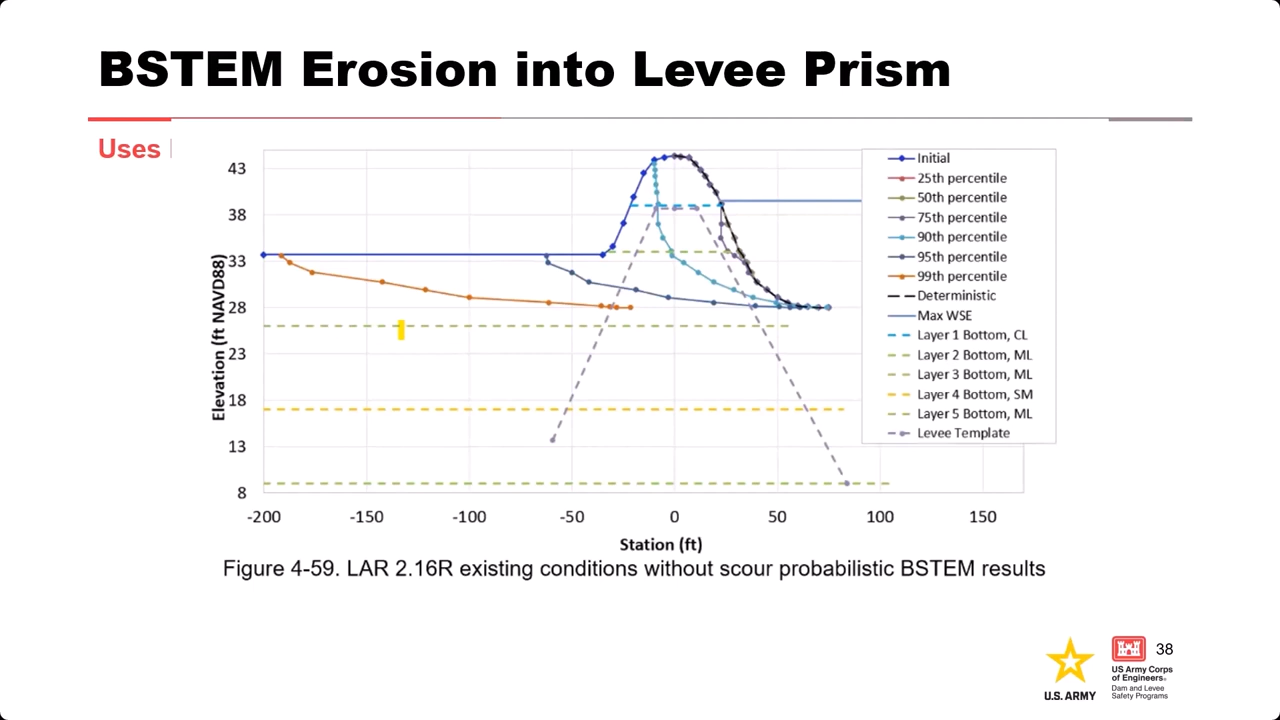 BSTEM Erosion into Levee Prism
Uses
43
38
33
28
23
18
13
8
Elevation (ft NAVD88)
-200
-150
-100
-50
0
50
100
150
Station (ft)
Initial
25th percentile
50th percentile
75th percentile
90th percentile
95th percentile
99th percentile
Deterministic
Max WSE
Layer 1 Bottom, CL
Layer 2 Bottom, ML
Layer 3 Bottom, ML
Layer 4 Bottom, SM
Layer 5 Bottom, ML
Levee Template
Figure 4-59. LAR 2.16R existing conditions without scour probabilistic BSTEM results
U.S. ARMY
US Army Corps
of Engineers®
Dam and Levee
Safety Programs
38